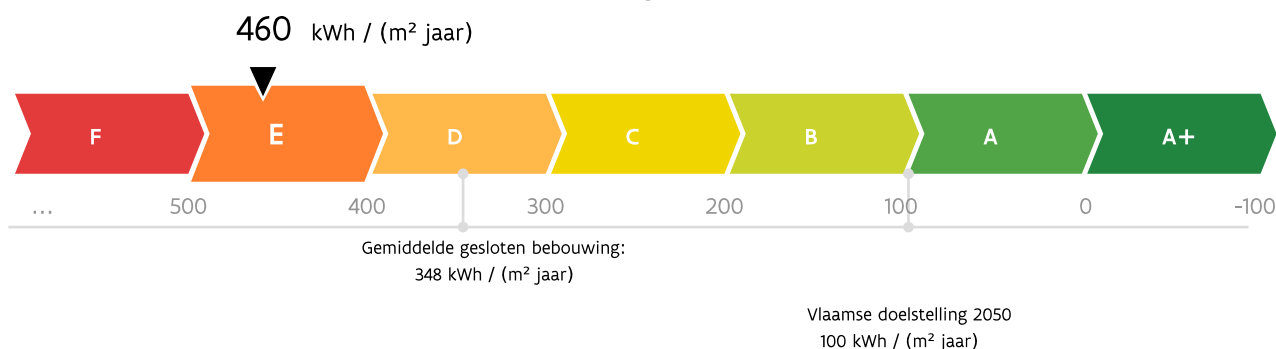 460 kWh / (m² jaar)
F E D C B A A+
... 500 400 300 200 100 0 -100
Gemiddelde gesloten bebouwing:
348 kWh / (m² jaar)
Vlaamse doelstelling 2050
100 kWh / (m² jaar)